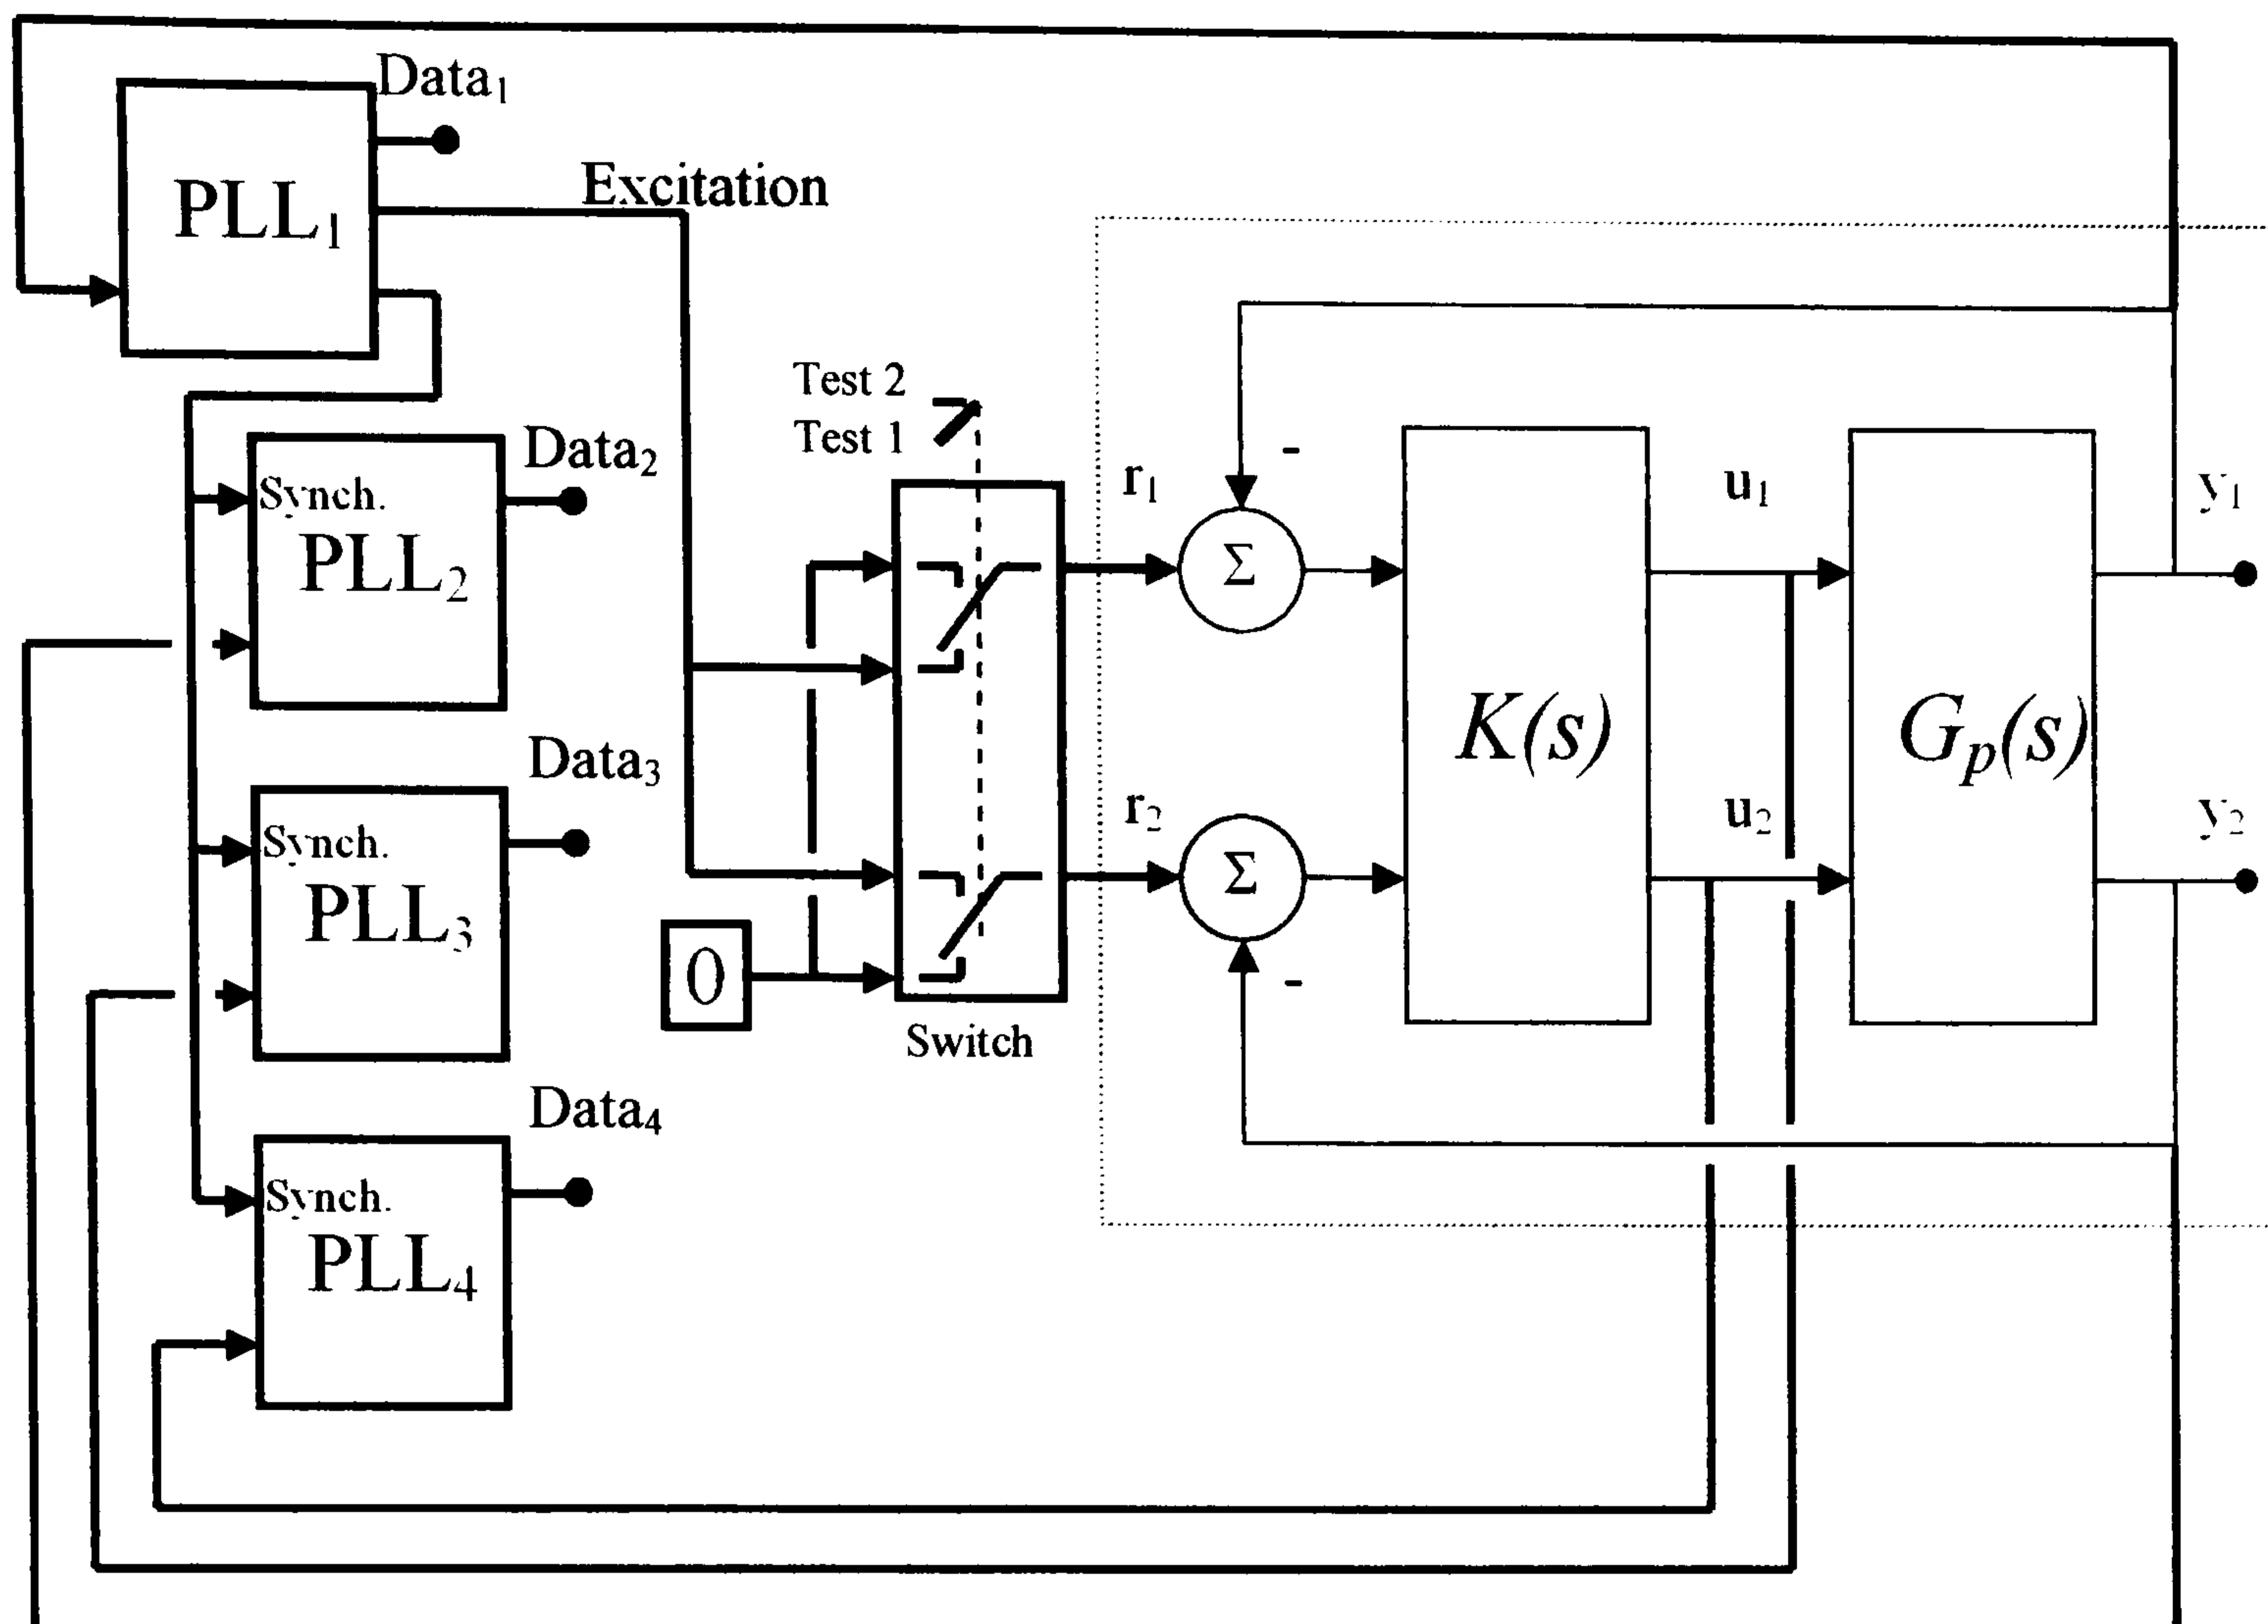 Data₁
PLL₁
Excitation
Test 2
Test 1
Synch.
PLL₂
Data₂
r₁
Σ
-
u₁
y₁
Synch.
PLL₃
Data₃
K(s)
Gₚ(s)
r₂
Σ
-
u₂
y₂
0
Switch
Synch.
PLL₄
Data₄